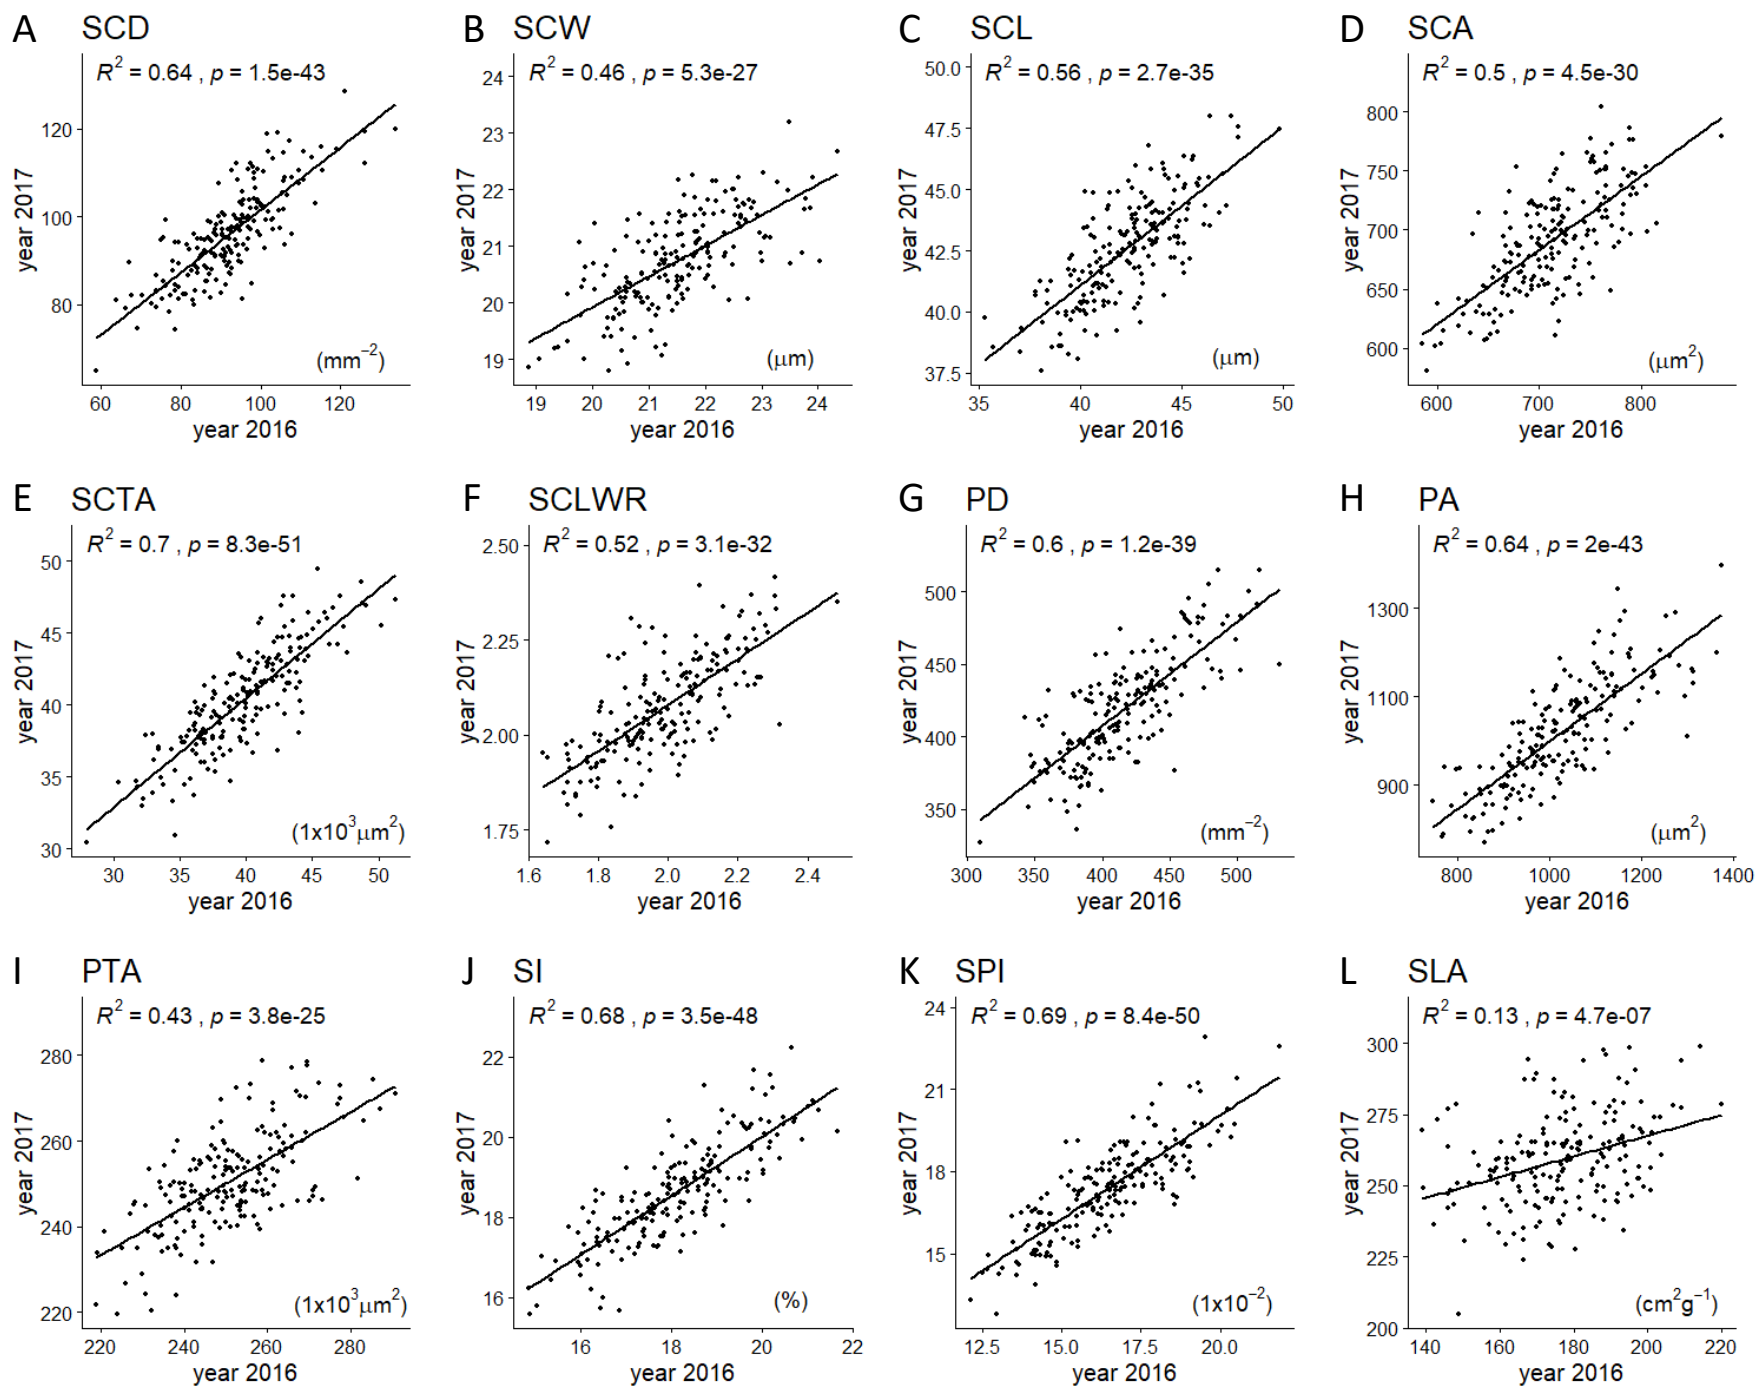 A SCD
R² = 0.64 , p = 1.5e-43
120
100
80
year 2017
(mm⁻²)
60 80 100 120
year 2016
B SCW
R² = 0.46 , p = 5.3e-27
24
23
22
21
20
19
year 2017
(μm)
19 20 21 22 23 24
year 2016
C SCL
R² = 0.56 , p = 2.7e-35
50.0
47.5
45.0
42.5
40.0
37.5
year 2017
(μm)
35 40 45 50
year 2016
D SCA
R² = 0.5 , p = 4.5e-30
800
750
700
650
600
year 2017
(μm²)
600 700 800
year 2016
E SCTA
R² = 0.7 , p = 8.3e-51
50
45
40
35
30
year 2017
(1x10³μm²)
30 35 40 45 50
year 2016
F SCLWR
R² = 0.52 , p = 3.1e-32
2.50
2.25
2.00
1.75
year 2017
1.6 1.8 2.0 2.2 2.4
year 2016
G PD
R² = 0.6 , p = 1.2e-39
500
450
400
350
year 2017
(mm⁻²)
300 350 400 450 500
year 2016
H PA
R² = 0.64 , p = 2e-43
1300
1100
900
year 2017
(μm²)
800 1000 1200 1400
year 2016
I PTA
R² = 0.43 , p = 3.8e-25
280
260
240
220
year 2017
(1x10³μm²)
220 240 260 280
year 2016
J SI
R² = 0.68 , p = 3.5e-48
22
20
18
16
year 2017
(%)
16 18 20 22
year 2016
K SPI
R² = 0.69 , p = 8.4e-50
24
21
18
15
year 2017
(1x10⁻²)
12.5 15.0 17.5 20.0
year 2016
L SLA
R² = 0.13 , p = 4.7e-07
300
275
250
225
200
year 2017
(cm²g⁻¹)
140 160 180 200 220
year 2016